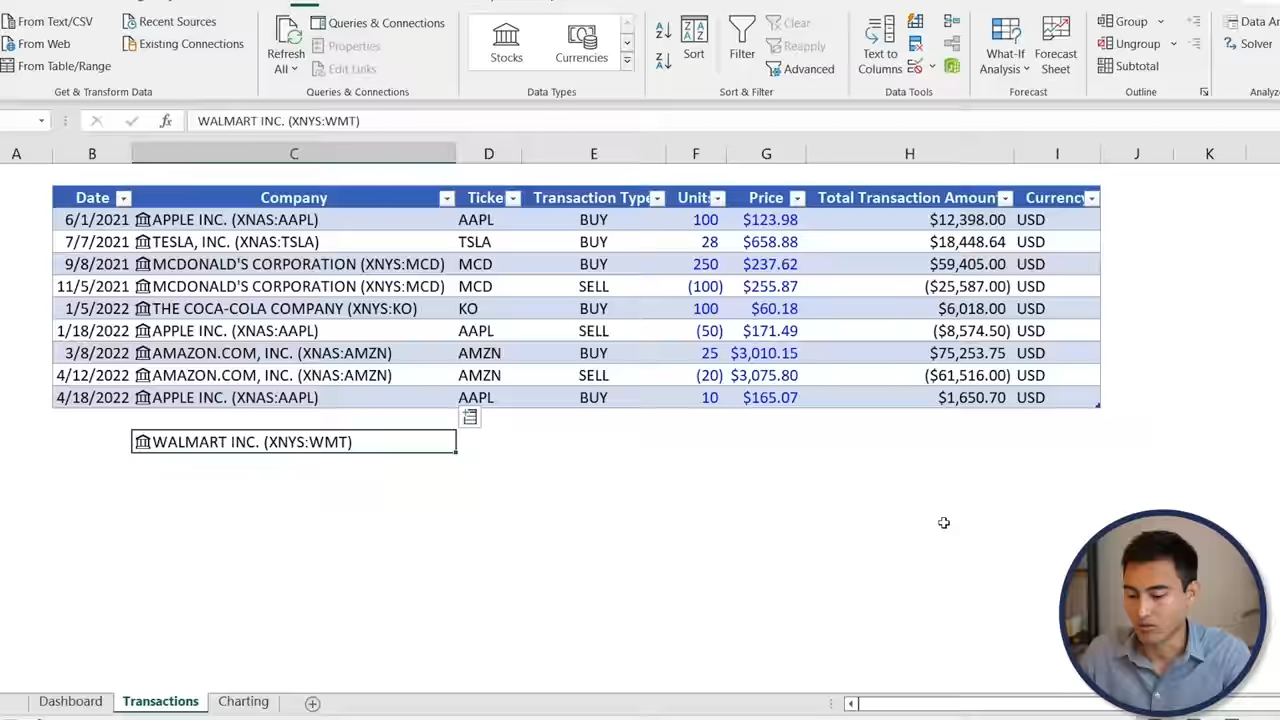 From Text/CSV Recent Sources Queries & Connections Clear Group
From Web Existing Connections Properties Reapply Ungroup Solver
From Table/Range Edit Links Advanced Subtotal
Refresh All Stocks Currencies Sort Filter Text to Columns What-If Analysis Forecast Sheet
Get & Transform Data Queries & Connections Data Types Sort & Filter Data Tools Forecast Outline
fx WALMART INC. (XNYS:WMT)
A B C D E F G H I J K
Date Company Ticke Transaction Type Units Price Total Transaction Amoun Currency
6/1/2021 APPLE INC. (XNAS:AAPL) AAPL BUY 100 $123.98 $12,398.00 USD
7/7/2021 TESLA, INC. (XNAS:TSLA) TSLA BUY 28 $658.88 $18,448.64 USD
9/8/2021 MCDONALD'S CORPORATION (XNYS:MCD) MCD BUY 250 $237.62 $59,405.00 USD
11/5/2021 MCDONALD'S CORPORATION (XNYS:MCD) MCD SELL (100) $255.87 ($25,587.00) USD
1/5/2022 THE COCA-COLA COMPANY (XNYS:KO) KO BUY 100 $60.18 $6,018.00 USD
1/18/2022 APPLE INC. (XNAS:AAPL) AAPL SELL (50) $171.49 ($8,574.50) USD
3/8/2022 AMAZON.COM, INC. (XNAS:AMZN) AMZN BUY 25 $3,010.15 $75,253.75 USD
4/12/2022 AMAZON.COM, INC. (XNAS:AMZN) AMZN SELL (20) $3,075.80 ($61,516.00) USD
4/18/2022 APPLE INC. (XNAS:AAPL) AAPL BUY 10 $165.07 $1,650.70 USD
WALMART INC. (XNYS:WMT)
Dashboard Transactions Charting